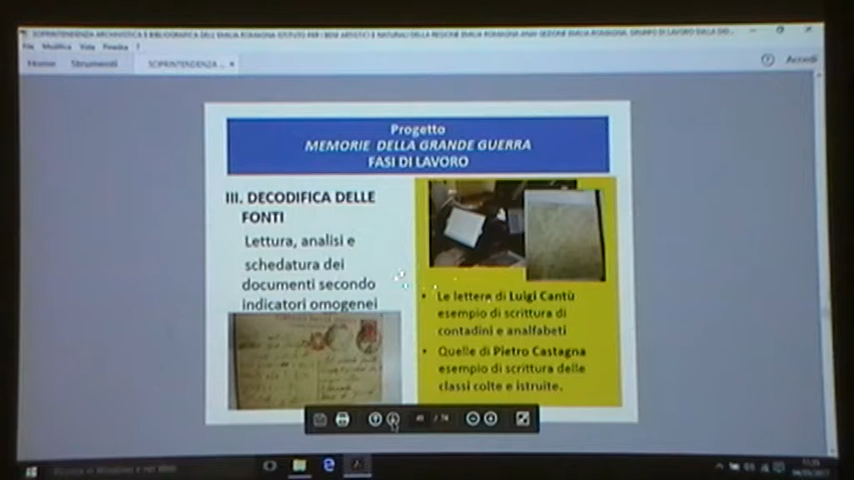 File Modifica Vista Finestra ?
Home Strumenti SOPRINTENDENZA ... × Accedi
Progetto
MEMORIE DELLA GRANDE GUERRA
FASI DI LAVORO
III. DECODIFICA DELLE
FONTI
Lettura, analisi e
schedatura dei
documenti secondo
indicatori omogenei
• Le lettere di Luigi Cantù
esempio di scrittura di
contadini e analfabeti
• Quelle di Pietro Castagna
esempio di scrittura delle
classi colte e istruite.